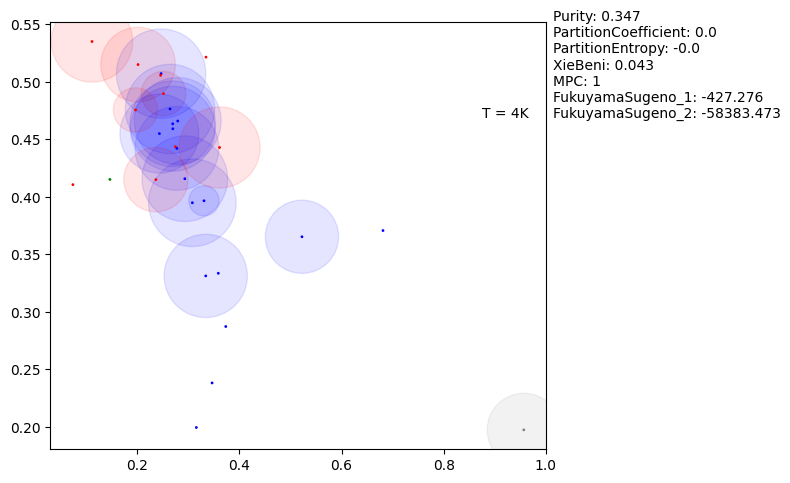 Purity: 0.347
PartitionCoefficient: 0.0
PartitionEntropy: -0.0
XieBeni: 0.043
MPC: 1
FukuyamaSugeno_1: -427.276
FukuyamaSugeno_2: -58383.473
T = 4K
0.55
0.50
0.45
0.40
0.35
0.30
0.25
0.20
0.2 0.4 0.6 0.8 1.0